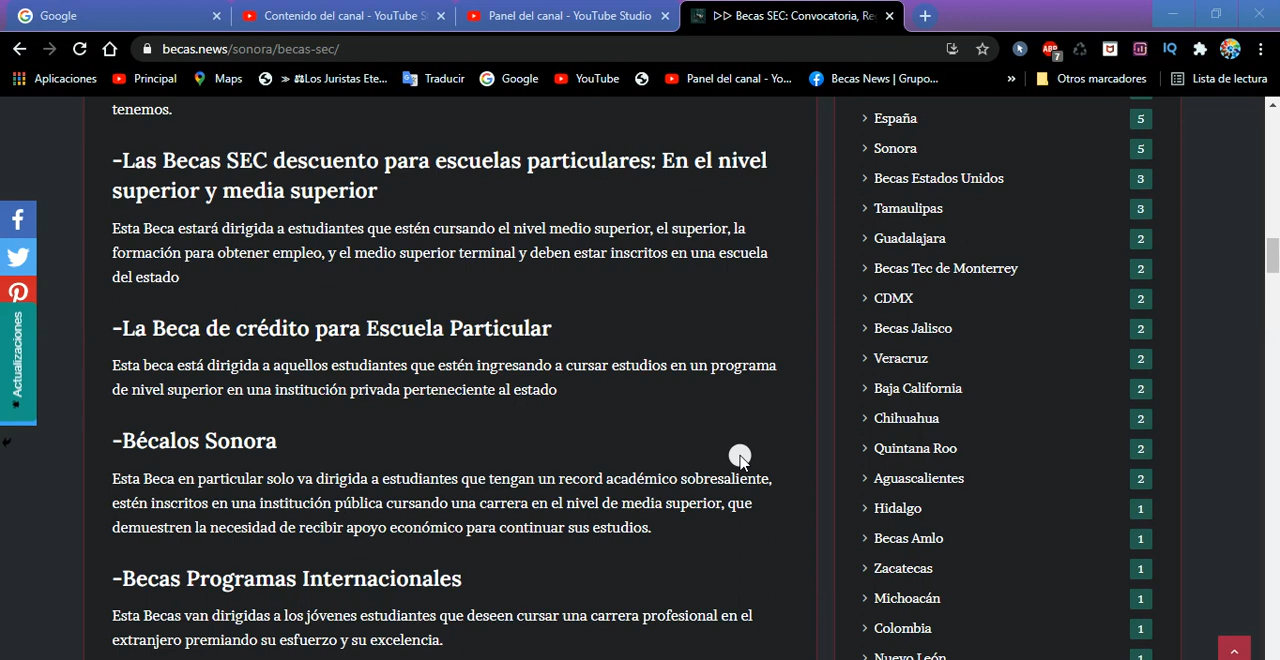 Google
Contenido del canal - YouTube S
Panel del canal - YouTube Studio
▷▷ Becas SEC: Convocatoria, Re
becas.news/sonora/becas-sec/
ABP
7
IQ
Aplicaciones
Principal
Maps
» ⚖Los Juristas Ete...
Traducir
Google
YouTube
Panel del canal - Yo...
Becas News | Grupo...
»
Otros marcadores
Lista de lectura
tenemos.
-Las Becas SEC descuento para escuelas particulares: En el nivel
superior y media superior
Esta Beca estará dirigida a estudiantes que estén cursando el nivel medio superior, el superior, la
formación para obtener empleo, y el medio superior terminal y deben estar inscritos en una escuela
del estado
-La Beca de crédito para Escuela Particular
Esta beca está dirigida a aquellos estudiantes que estén ingresando a cursar estudios en un programa
de nivel superior en una institución privada perteneciente al estado
-Bécalos Sonora
Esta Beca en particular solo va dirigida a estudiantes que tengan un record académico sobresaliente,
estén inscritos en una institución pública cursando una carrera en el nivel de media superior, que
demuestren la necesidad de recibir apoyo económico para continuar sus estudios.
-Becas Programas Internacionales
Esta Becas van dirigidas a los jóvenes estudiantes que deseen cursar una carrera profesional en el
extranjero premiando su esfuerzo y su excelencia.
Actualizaciones
España 5
Sonora 5
Becas Estados Unidos 3
Tamaulipas 3
Guadalajara 2
Becas Tec de Monterrey 2
CDMX 2
Becas Jalisco 2
Veracruz 2
Baja California 2
Chihuahua 2
Quintana Roo 2
Aguascalientes 2
Hidalgo 1
Becas Amlo 1
Zacatecas 1
Michoacán 1
Colombia 1
Nuevo León 1